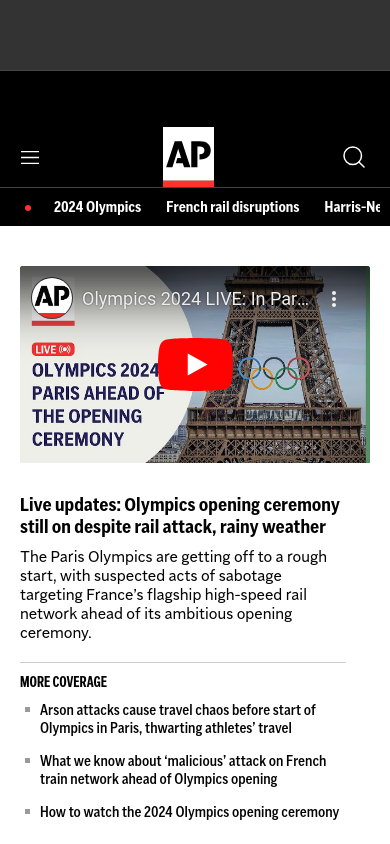 AP
2024 Olympics French rail disruptions Harris-Ne
AP Olympics 2024 LIVE: In Par...
LIVE
OLYMPICS 2024
PARIS AHEAD OF
THE OPENING
CEREMONY
Live updates: Olympics opening ceremony
still on despite rail attack, rainy weather
The Paris Olympics are getting off to a rough
start, with suspected acts of sabotage
targeting France’s flagship high-speed rail
network ahead of its ambitious opening
ceremony.
MORE COVERAGE
Arson attacks cause travel chaos before start of
Olympics in Paris, thwarting athletes’ travel
What we know about ‘malicious’ attack on French
train network ahead of Olympics opening
How to watch the 2024 Olympics opening ceremony